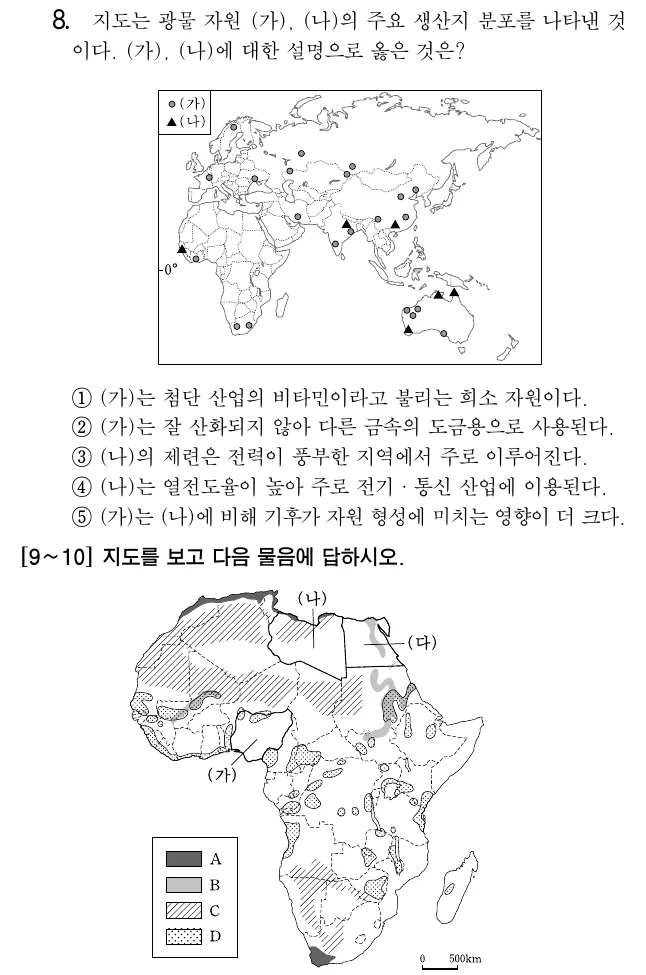 8. 지도는 광물 자원 (가), (나)의 주요 생산지 분포를 나타낸 것
이다. (가), (나)에 대한 설명으로 옳은 것은?
(가)
(나)
0°
① (가)는 첨단 산업의 비타민이라고 불리는 희소 자원이다.
② (가)는 잘 산화되지 않아 다른 금속의 도금용으로 사용된다.
③ (나)의 제련은 전력이 풍부한 지역에서 주로 이루어진다.
④ (나)는 열전도율이 높아 주로 전기 · 통신 산업에 이용된다.
⑤ (가)는 (나)에 비해 기후가 자원 형성에 미치는 영향이 더 크다.
[9～10] 지도를 보고 다음 물음에 답하시오.
(나)
(다)
(가)
A
B
C
D
0 500km